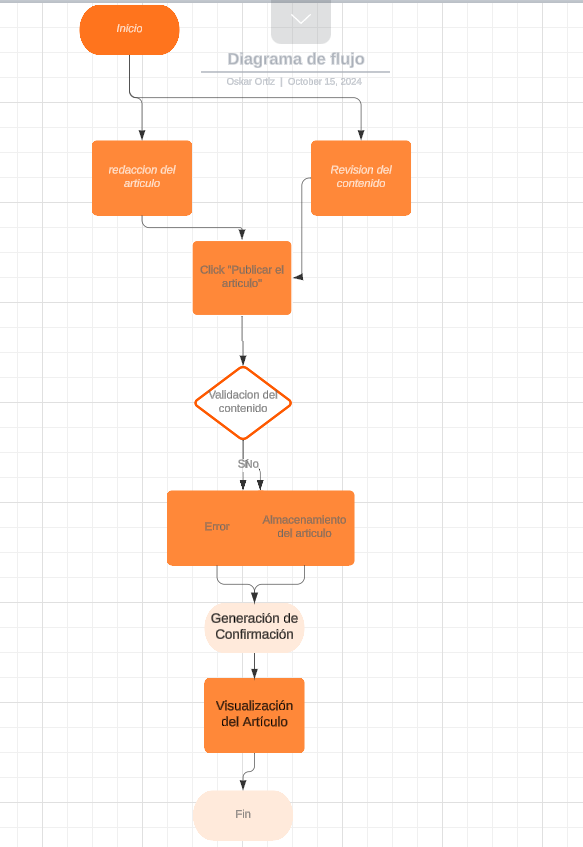 Inicio
Diagrama de flujo
Oskar Ortiz | October 15, 2024
redaccion del
articulo
Revision del
contenido
Click "Publicar el
articulo"
Validacion del
contenido
Sí No
Error
Almacenamiento
del articulo
Generación de
Confirmación
Visualización
del Artículo
Fin